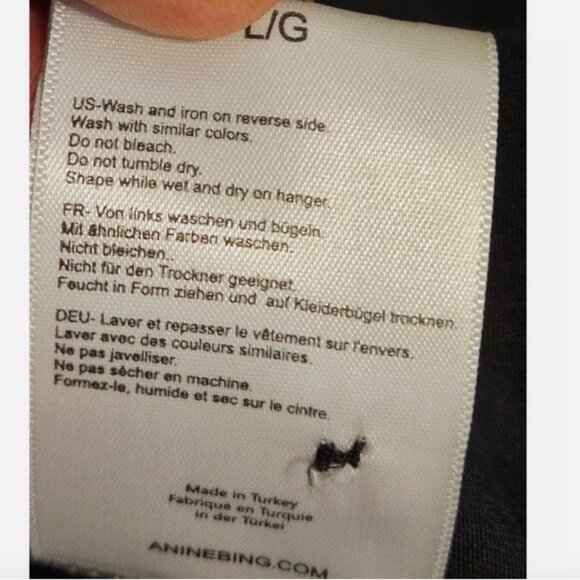 L/G
US-Wash and iron on reverse side.
Wash with similar colors.
Do not bleach.
Do not tumble dry.
Shape while wet and dry on hanger.
FR- Von links waschen und bügeln.
Mit ähnlichen Farben waschen.
Nicht bleichen..
Nicht für den Trockner geeignet.
Feucht in Form ziehen und auf Kleiderbügel trocknen.
DEU- Laver et repasser le vêtement sur l'envers.
Laver avec des couleurs similaires.
Ne pas javelliser.
Ne pas sécher en machine.
Formez-le, humide et sec sur le cintre.
Made in Turkey
Fabriqué en Turquie
in der Türkei
ANINEBING.COM